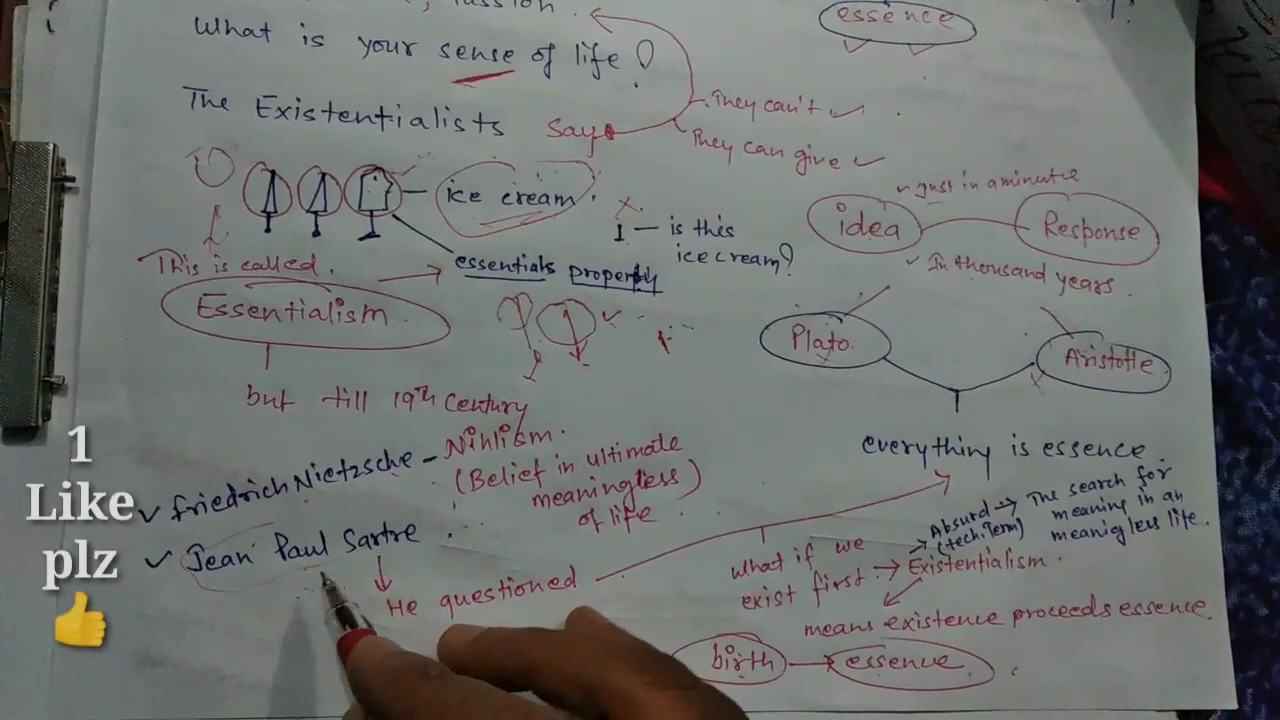 passion.
essence
What is your sense of life?
The Existentialists says
They can't
They can give
ice cream.
I — is this
ice cream?
essentials property
This is called.
Essentialism
but till 19th Century
just in a minute
idea
Response
In thousand years.
Plato
Aristotle
everything is essence
Friedrich Nietzsche - Nihlism.
(Belief in ultimate
meaningless)
of life
Jean Paul Sartre
He questioned
what if we
exist first → Existentialism.
Absurd → The search for
(tech.Term) meaning in an
meanigless life.
means existence proceeds essence.
birth → essence
1
Like
plz
👍